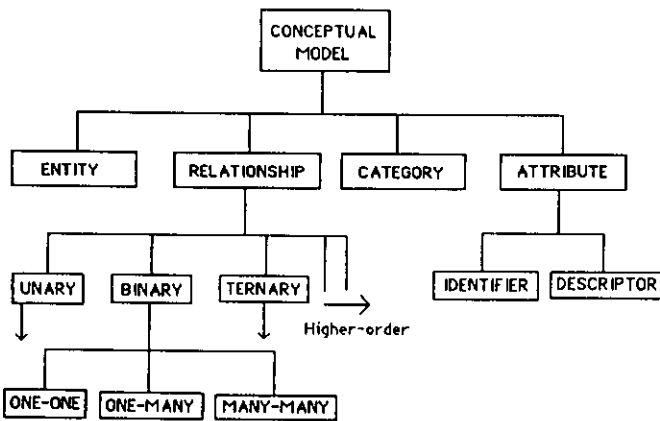 CONCEPTUAL
MODEL
ENTITY
RELATIONSHIP
CATEGORY
ATTRIBUTE
UNARY
BINARY
TERNARY
IDENTIFIER
DESCRIPTOR
Higher-order
ONE-ONE
ONE-MANY
MANY-MANY